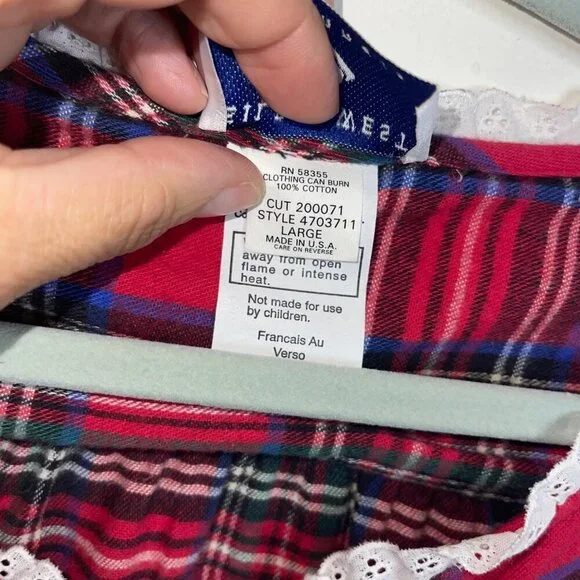 WEST
RN 58355
CLOTHING CAN BURN
100% COTTON
CUT 200071
STYLE 4703711
LARGE
MADE IN U.S.A.
CARE ON REVERSE
away from open
flame or intense
heat.
Not made for use
by children.
Francais Au
Verso